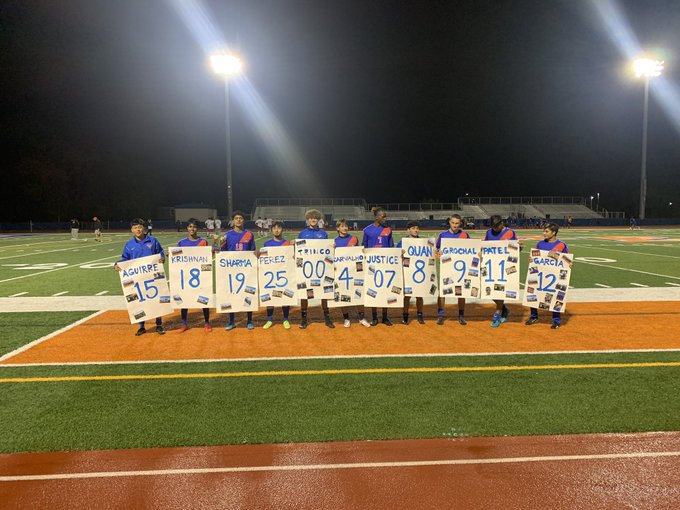 AGUIRRE
15
KRISHNAN
18
SHARMA
19
PEREZ
25
TRINGO
00
CARVALHO
4
JUSTICE
07
QUAN
8
GROCHAL
9
PATEL
11
GARCIA
12